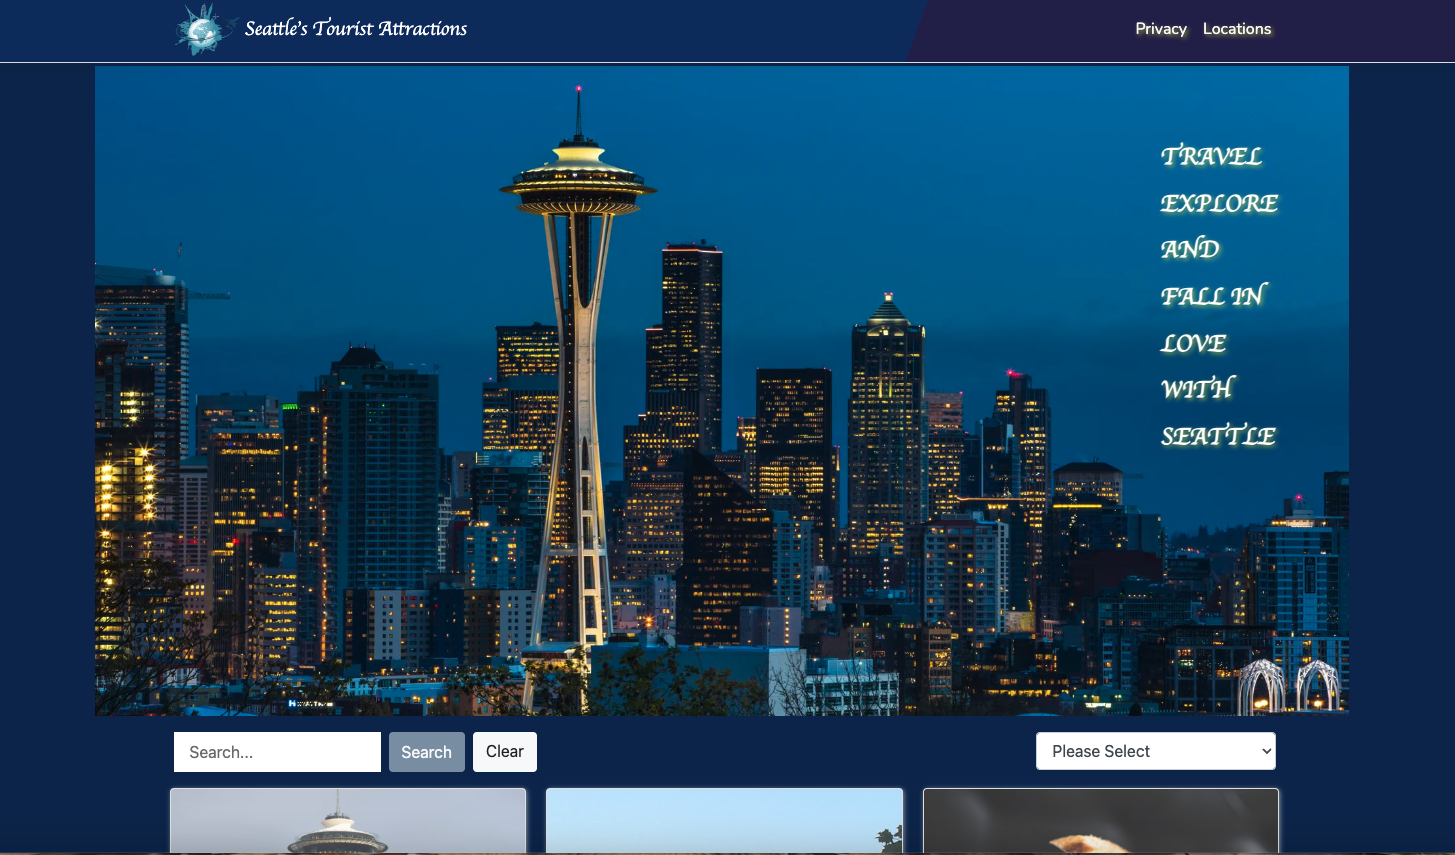 Seattle's Tourist Attractions
Privacy Locations
TRAVEL
EXPLORE
AND
FALL IN
LOVE
WITH
SEATTLE
Search... Search Clear Please Select